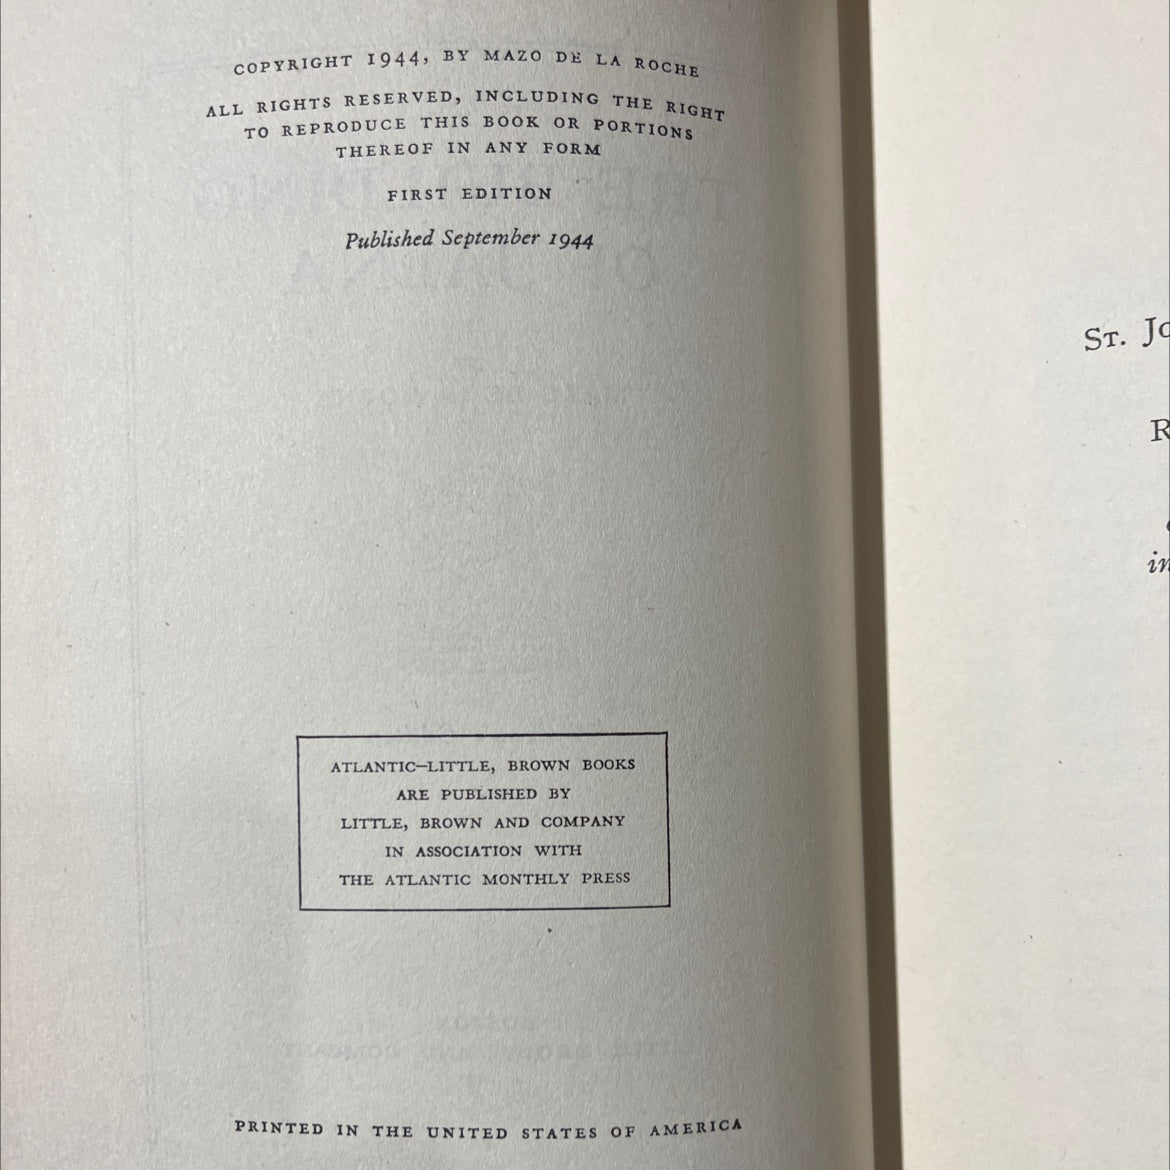 COPYRIGHT 1944, BY MAZO DE LA ROCHE
ALL RIGHTS RESERVED, INCLUDING THE RIGHT
TO REPRODUCE THIS BOOK OR PORTIONS
THEREOF IN ANY FORM
FIRST EDITION
Published September 1944
ATLANTIC—LITTLE, BROWN BOOKS
ARE PUBLISHED BY
LITTLE, BROWN AND COMPANY
IN ASSOCIATION WITH
THE ATLANTIC MONTHLY PRESS
PRINTED IN THE UNITED STATES OF AMERICA
ST.